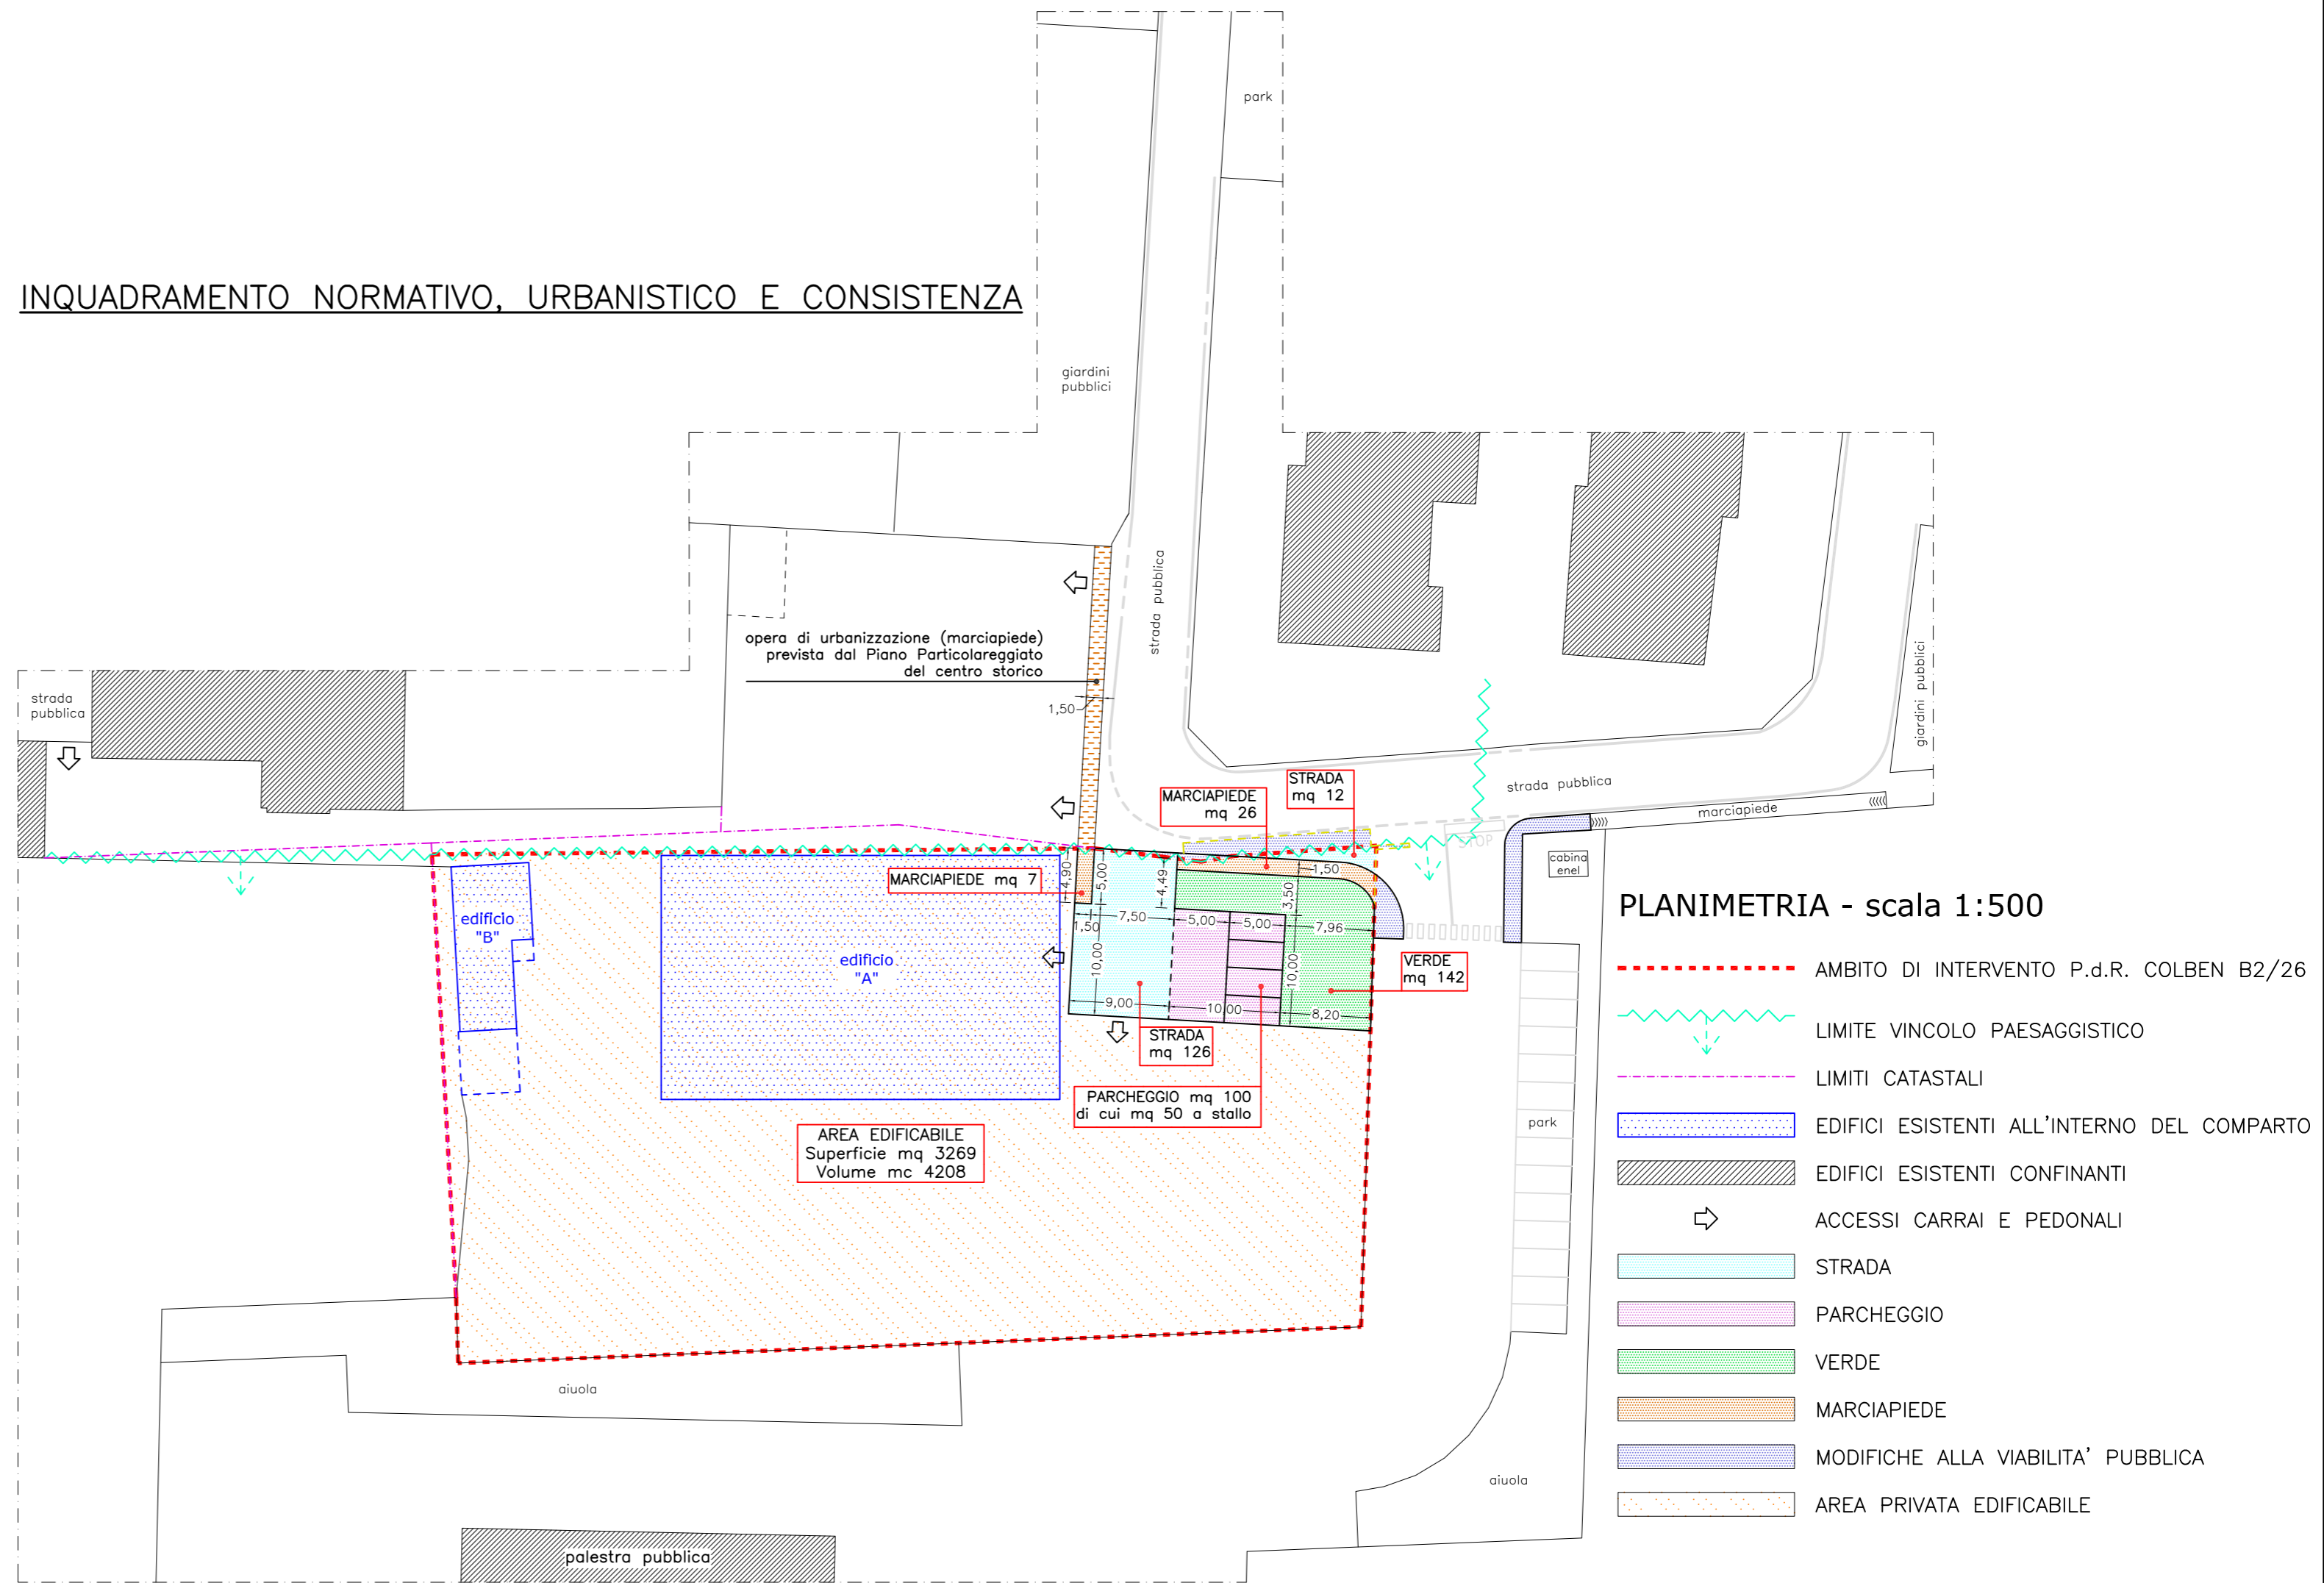 park
INQUADRAMENTO NORMATIVO, URBANISTICO E CONSISTENZA
giardini
pubblici
strada pubblica
opera di urbanizzazione (marciapiede)
prevista dal Piano Particolareggiato
del centro storico
1,50
strada
pubblica
giardini pubblici
STRADA
mq 12
MARCIAPIEDE
mq 26
strada pubblica
marciapiede
STOP
cabina
enel
MARCIAPIEDE mq 7
4,90
5,00
4,49
1,50
3,50
7,50
5,00
5,00
7,96
1,50
10,00
10,00
9,00
10,00
8,20
edificio
"B"
edificio
"A"
VERDE
mq 142
STRADA
mq 126
PARCHEGGIO mq 100
di cui mq 50 a stallo
AREA EDIFICABILE
Superficie mq 3269
Volume mc 4208
park
aiuola
aiuola
palestra pubblica
PLANIMETRIA - scala 1:500
AMBITO DI INTERVENTO P.d.R. COLBEN B2/26
LIMITE VINCOLO PAESAGGISTICO
LIMITI CATASTALI
EDIFICI ESISTENTI ALL'INTERNO DEL COMPARTO
EDIFICI ESISTENTI CONFINANTI
ACCESSI CARRAI E PEDONALI
STRADA
PARCHEGGIO
VERDE
MARCIAPIEDE
MODIFICHE ALLA VIABILITA' PUBBLICA
AREA PRIVATA EDIFICABILE